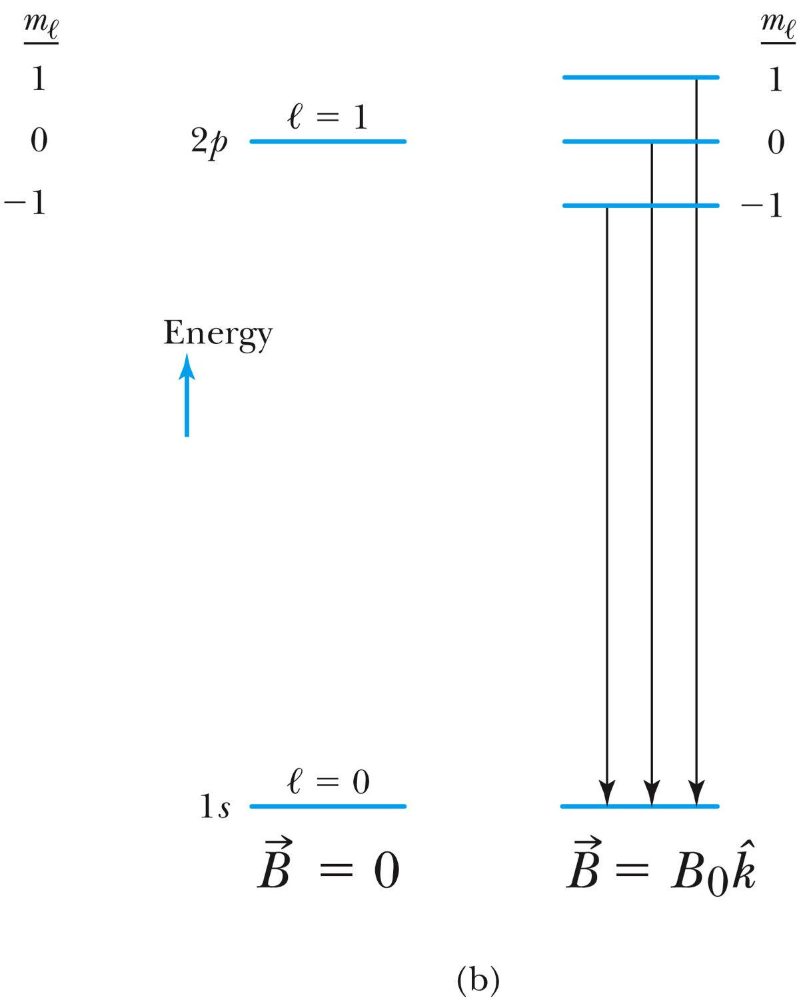 mℓ mℓ
1 1
ℓ = 1
0 2p 0
−1 −1
Energy
ℓ = 0
1s
B⃗ = 0 B⃗ = B₀k̂
(b)